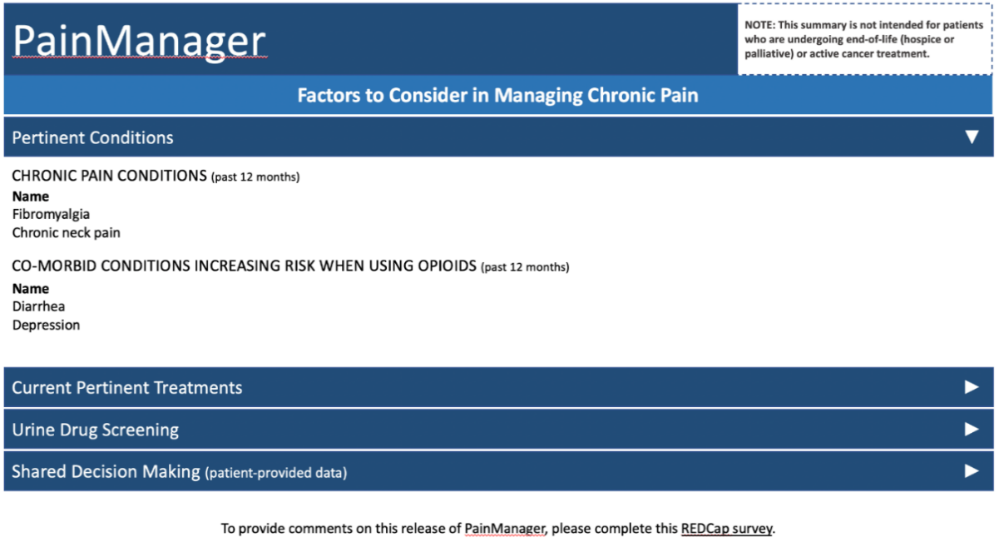 PainManager
NOTE: This summary is not intended for patients
who are undergoing end-of-life (hospice or
palliative) or active cancer treatment.
Factors to Consider in Managing Chronic Pain
Pertinent Conditions
CHRONIC PAIN CONDITIONS (past 12 months)
Name
Fibromyalgia
Chronic neck pain
CO-MORBID CONDITIONS INCREASING RISK WHEN USING OPIOIDS (past 12 months)
Name
Diarrhea
Depression
Current Pertinent Treatments
Urine Drug Screening
Shared Decision Making (patient-provided data)
To provide comments on this release of PainManager, please complete this REDCap survey.